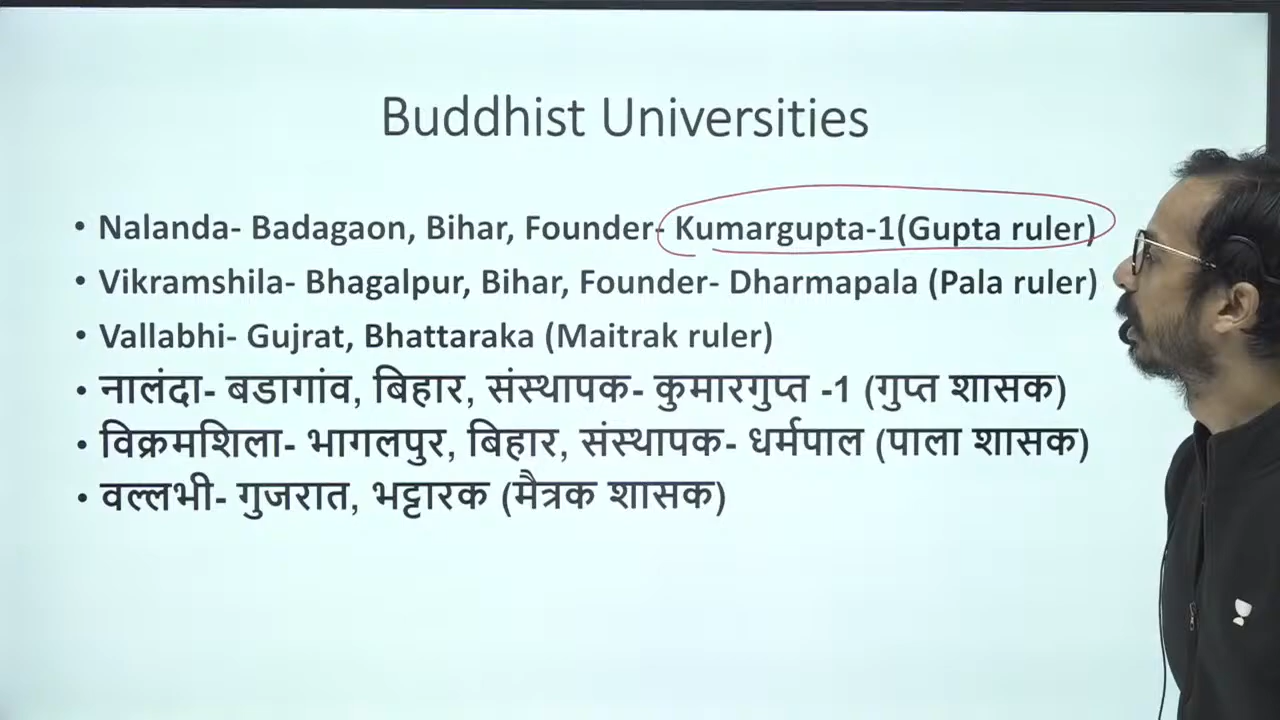 Buddhist Universities
• Nalanda- Badagaon, Bihar, Founder- Kumargupta-1(Gupta ruler)
• Vikramshila- Bhagalpur, Bihar, Founder- Dharmapala (Pala ruler)
• Vallabhi- Gujrat, Bhattaraka (Maitrak ruler)
• नालंदा- बडागांव, बिहार, संस्थापक- कुमारगुप्त -1 (गुप्त शासक)
• विक्रमशिला- भागलपुर, बिहार, संस्थापक- धर्मपाल (पाला शासक)
• वल्लभी- गुजरात, भट्टारक (मैत्रक शासक)